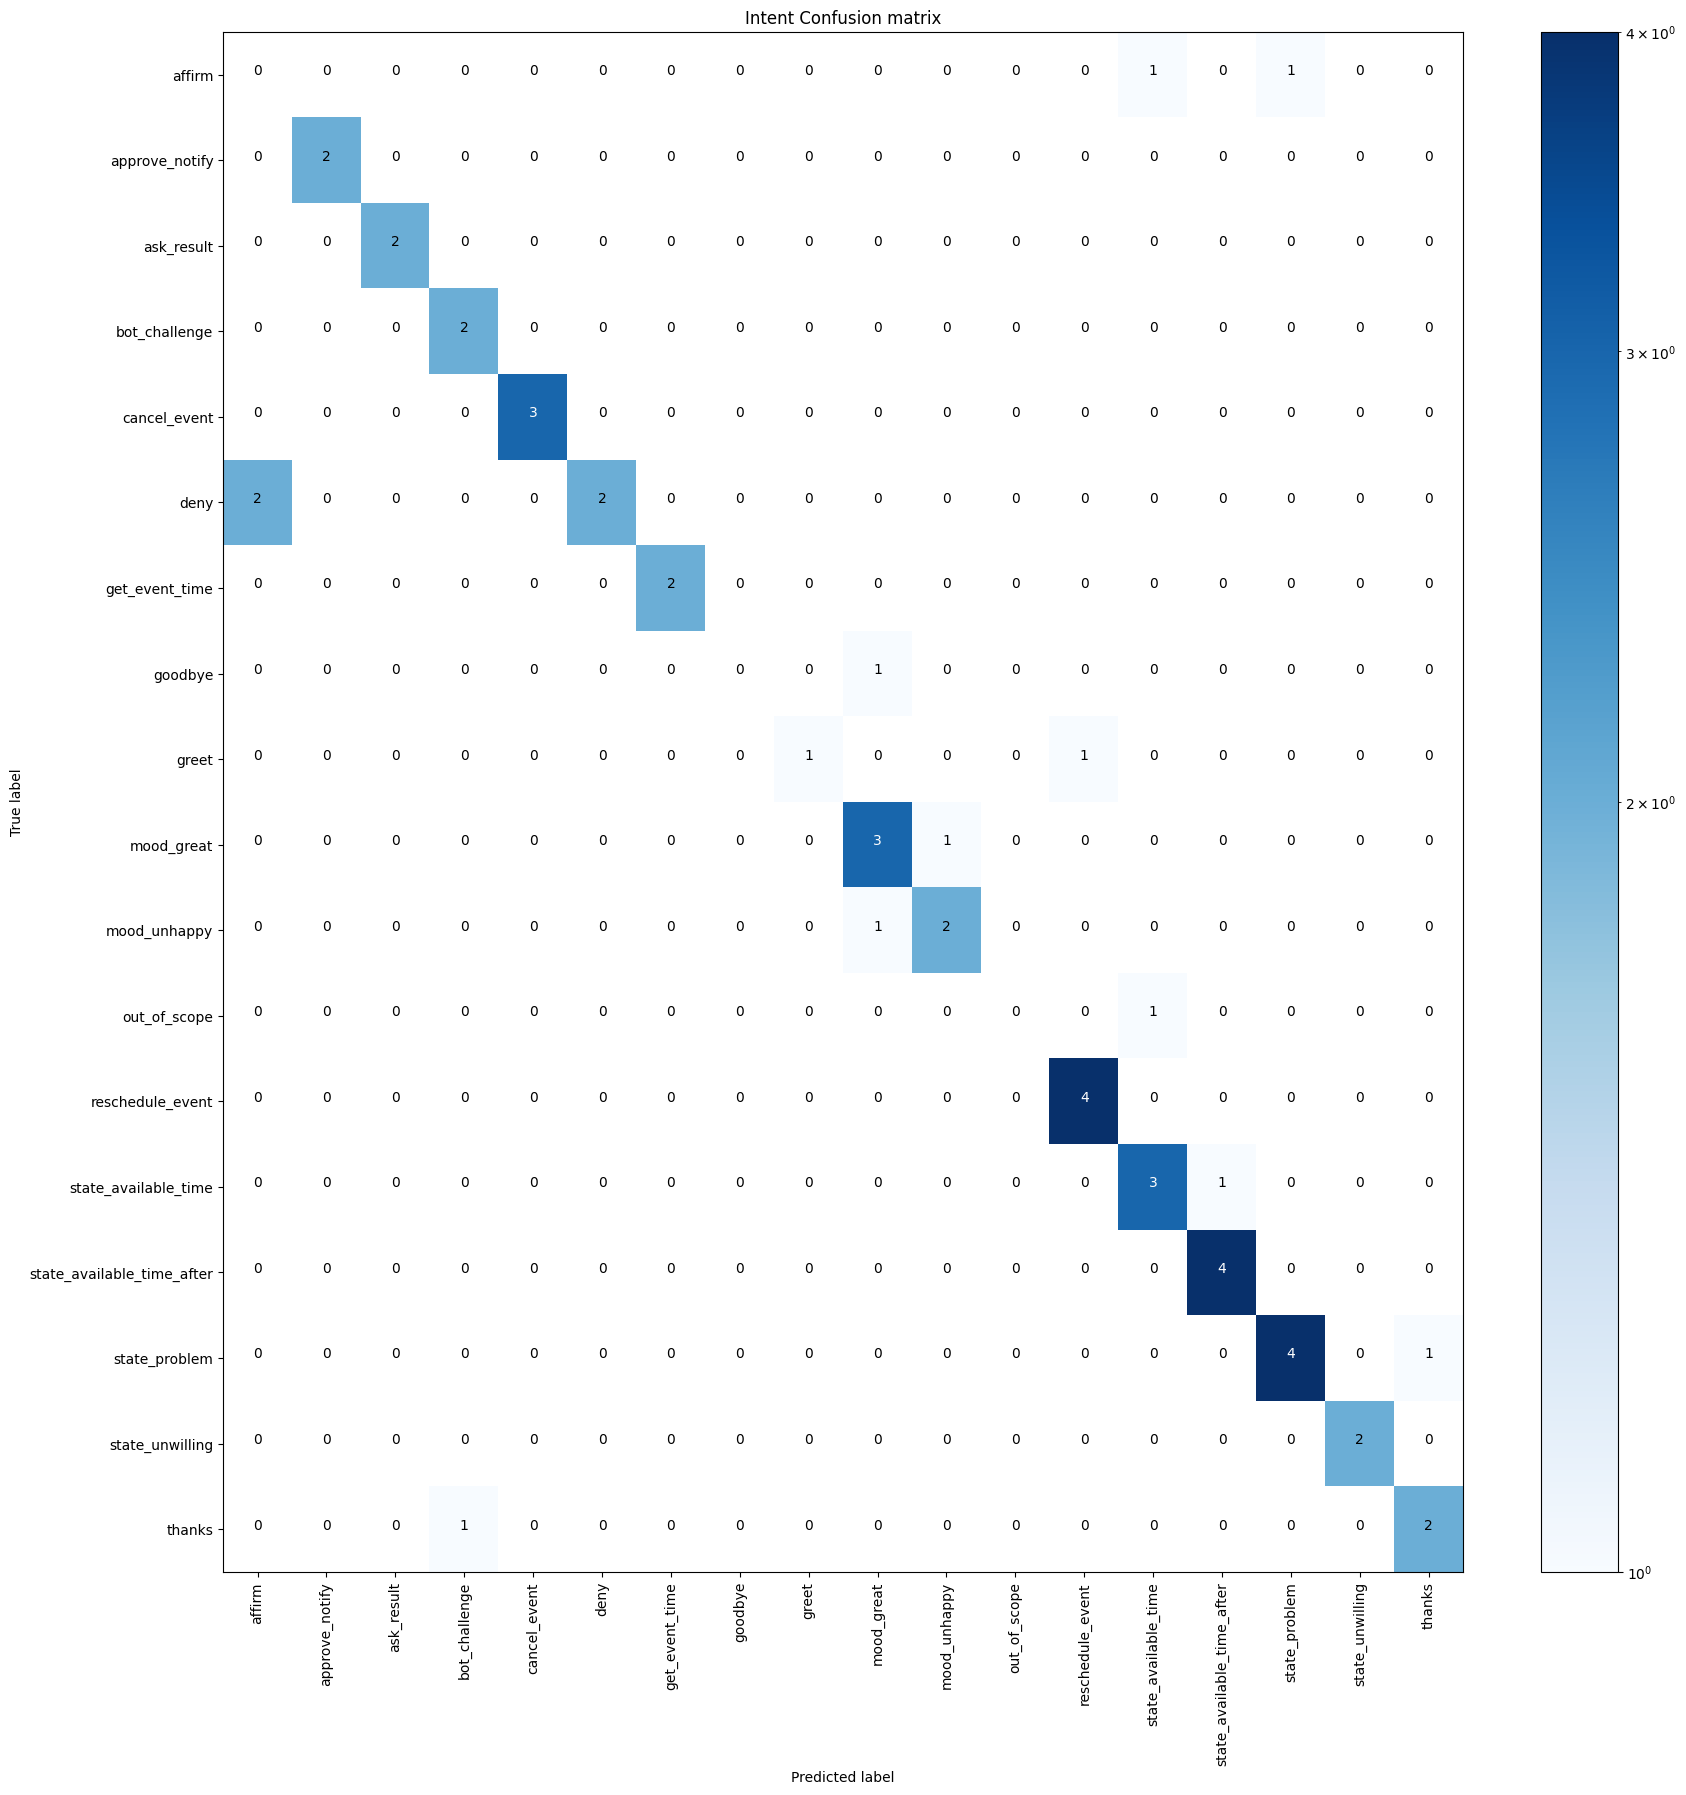 Intent Confusion matrix
affirm 0 0 0 0 0 0 0 0 0 0 0 0 0 1 0 1 0 0
approve_notify 0 2 0 0 0 0 0 0 0 0 0 0 0 0 0 0 0 0
ask_result 0 0 2 0 0 0 0 0 0 0 0 0 0 0 0 0 0 0
bot_challenge 0 0 0 2 0 0 0 0 0 0 0 0 0 0 0 0 0 0
cancel_event 0 0 0 0 3 0 0 0 0 0 0 0 0 0 0 0 0 0
deny 2 0 0 0 0 2 0 0 0 0 0 0 0 0 0 0 0 0
get_event_time 0 0 0 0 0 0 2 0 0 0 0 0 0 0 0 0 0 0
goodbye 0 0 0 0 0 0 0 0 0 1 0 0 0 0 0 0 0 0
greet 0 0 0 0 0 0 0 0 1 0 0 0 1 0 0 0 0 0
mood_great 0 0 0 0 0 0 0 0 0 3 1 0 0 0 0 0 0 0
mood_unhappy 0 0 0 0 0 0 0 0 0 1 2 0 0 0 0 0 0 0
out_of_scope 0 0 0 0 0 0 0 0 0 0 0 0 0 1 0 0 0 0
reschedule_event 0 0 0 0 0 0 0 0 0 0 0 0 4 0 0 0 0 0
state_available_time 0 0 0 0 0 0 0 0 0 0 0 0 0 3 1 0 0 0
state_available_time_after 0 0 0 0 0 0 0 0 0 0 0 0 0 0 4 0 0 0
state_problem 0 0 0 0 0 0 0 0 0 0 0 0 0 0 0 4 0 1
state_unwilling 0 0 0 0 0 0 0 0 0 0 0 0 0 0 0 0 2 0
thanks 0 0 0 1 0 0 0 0 0 0 0 0 0 0 0 0 0 2
True label
affirm
approve_notify
ask_result
bot_challenge
cancel_event
deny
get_event_time
goodbye
greet
mood_great
mood_unhappy
out_of_scope
reschedule_event
state_available_time
state_available_time_after
state_problem
state_unwilling
thanks
Predicted label
4 × 10⁰
3 × 10⁰
2 × 10⁰
10⁰